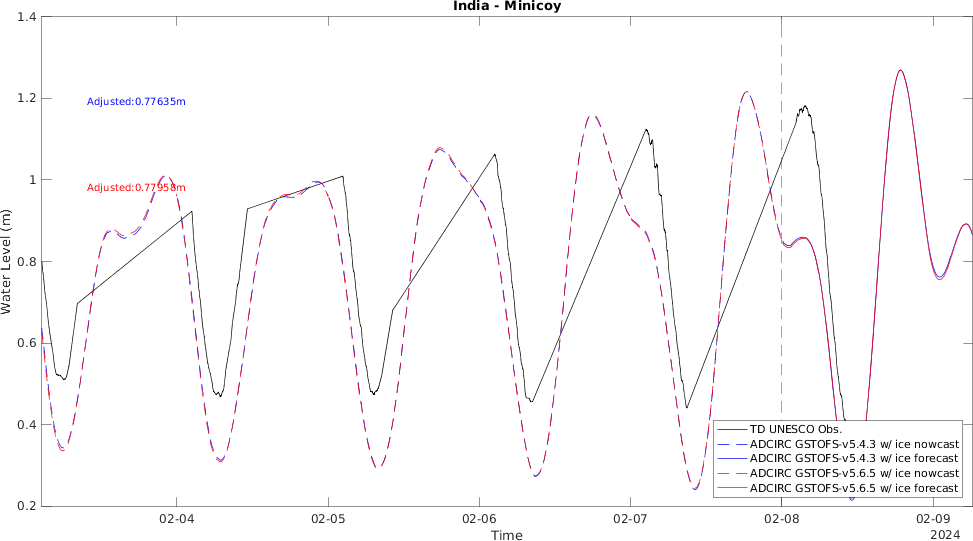 India - Minicoy
1.4
1.2
1
0.8
0.6
0.4
0.2
Water Level (m)
Adjusted:0.77635m
Adjusted:0.77958m
TD UNESCO Obs.
ADCIRC GSTOFS-v5.4.3 w/ ice nowcast
ADCIRC GSTOFS-v5.4.3 w/ ice forecast
ADCIRC GSTOFS-v5.6.5 w/ ice nowcast
ADCIRC GSTOFS-v5.6.5 w/ ice forecast
02-04 02-05 02-06 02-07 02-08 02-09
Time
2024